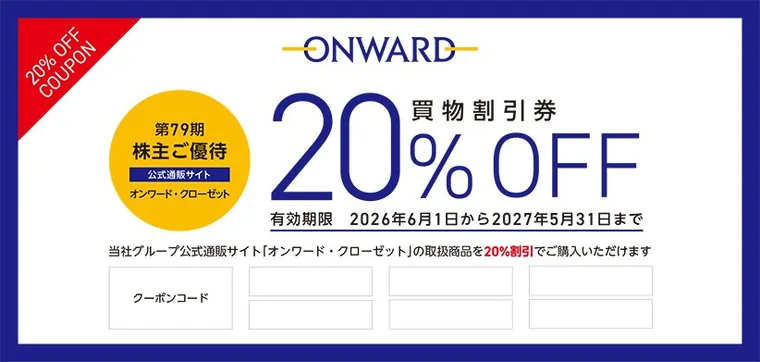 20% OFF
COUPON
ONWARD
第79期
株主ご優待
公式通販サイト
オンワード・クローゼット
買物割引券
20% OFF
有効期限 2026年6月1日から2027年5月31日まで
当社グループ公式通販サイト「オンワード・クローゼット」の取扱商品を20%割引でご購入いただけます
クーポンコード